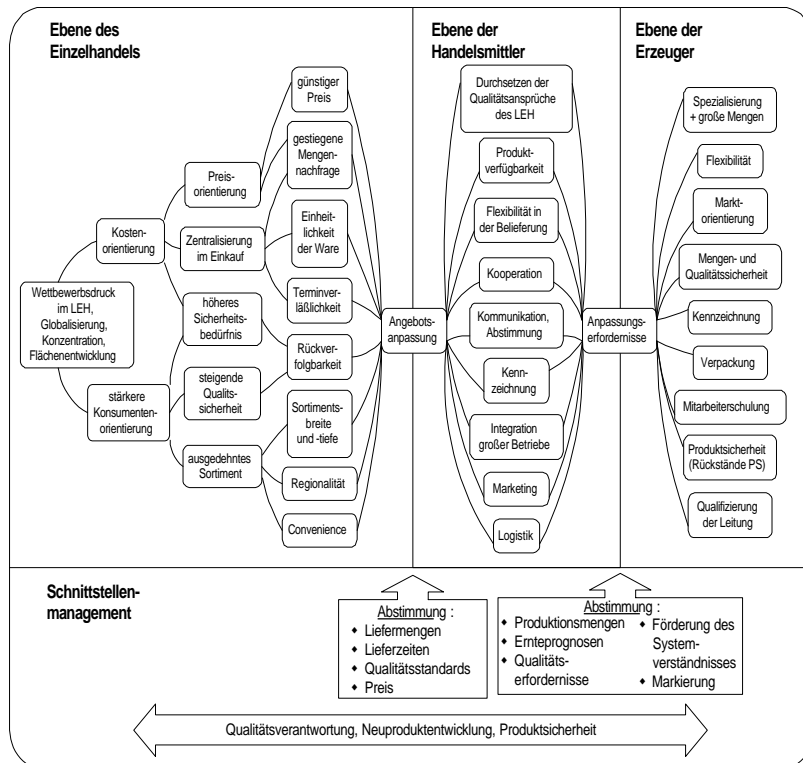 Ebene des
Einzelhandels
Ebene der
Handelsmittler
Ebene der
Erzeuger
Wettbewerbsdruck
im LEH,
Globalisierung,
Konzentration,
Flächenentwicklung
Kosten-
orientierung
stärkere
Konsumenten-
orientierung
Preis-
orientierung
Zentralisierung
im Einkauf
höheres
Sicherheits-
bedürfnis
steigende
Qualits-
sicherheit
ausgedehntes
Sortiment
günstiger
Preis
gestiegene
Mengen-
nachfrage
Einheit-
lichkeit
der Ware
Terminver-
läßlichkeit
Rückver-
folgbarkeit
Sortiments-
breite
und -tiefe
Regionalität
Convenience
Angebots-
anpassung
Durchsetzen der
Qualitätsansprüche
des LEH
Produkt-
verfügbarkeit
Flexibilität in
der Belieferung
Kooperation
Kommunikation,
Abstimmung
Kenn-
zeichnung
Integration
großer Betriebe
Marketing
Logistik
Anpassungs-
erfordernisse
Spezialisierung
+ große Mengen
Flexibilität
Markt-
orientierung
Mengen- und
Qualitätssicherheit
Kennzeichnung
Verpackung
Mitarbeiterschulung
Produktsicherheit
(Rückstände PS)
Qualifizierung
der Leitung
Schnittstellen-
management
Abstimmung :
♦ Liefermengen
♦ Lieferzeiten
♦ Qualitätsstandards
♦ Preis
Abstimmung :
♦ Produktionsmengen
♦ Ernteprognosen
♦ Qualitäts-
erfordernisse
♦ Förderung des
System-
verständnisses
♦ Markierung
Qualitätsverantwortung, Neuproduktentwicklung, Produktsicherheit